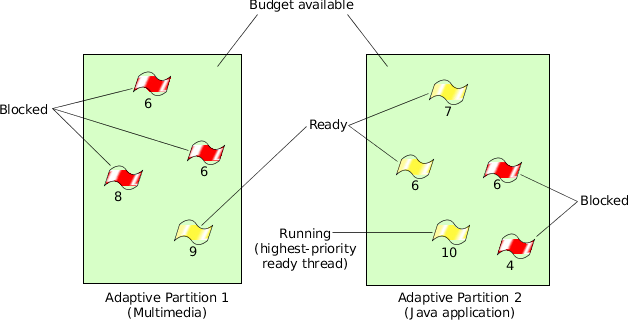 Budget available
Blocked
6
6
8
9
Ready
7
6
6
Blocked
Running
(highest-priority
ready thread)
10
4
Adaptive Partition 1
(Multimedia)
Adaptive Partition 2
(Java application)